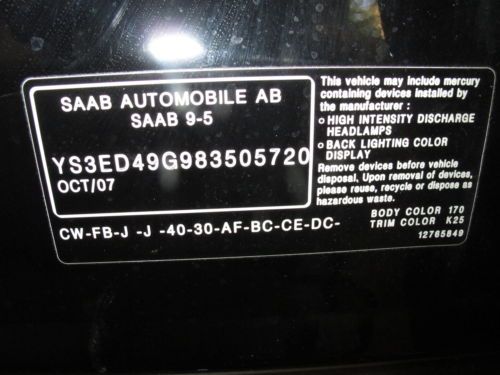 SAAB AUTOMOBILE AB
SAAB 9-5
YS3ED49G983505720
OCT/07
CW-FB-J -J -40-30-AF-BC-CE-DC-
This vehicle may include mercury
containing devices installed by
the manufacturer :
o HIGH INTENSITY DISCHARGE
HEADLAMPS
o BACK LIGHTING COLOR
DISPLAY
Remove devices before vehicle
disposal. Upon removal of devices,
please reuse, recycle or dispose as
hazardous waste.
BODY COLOR 170
TRIM COLOR K25
12765849